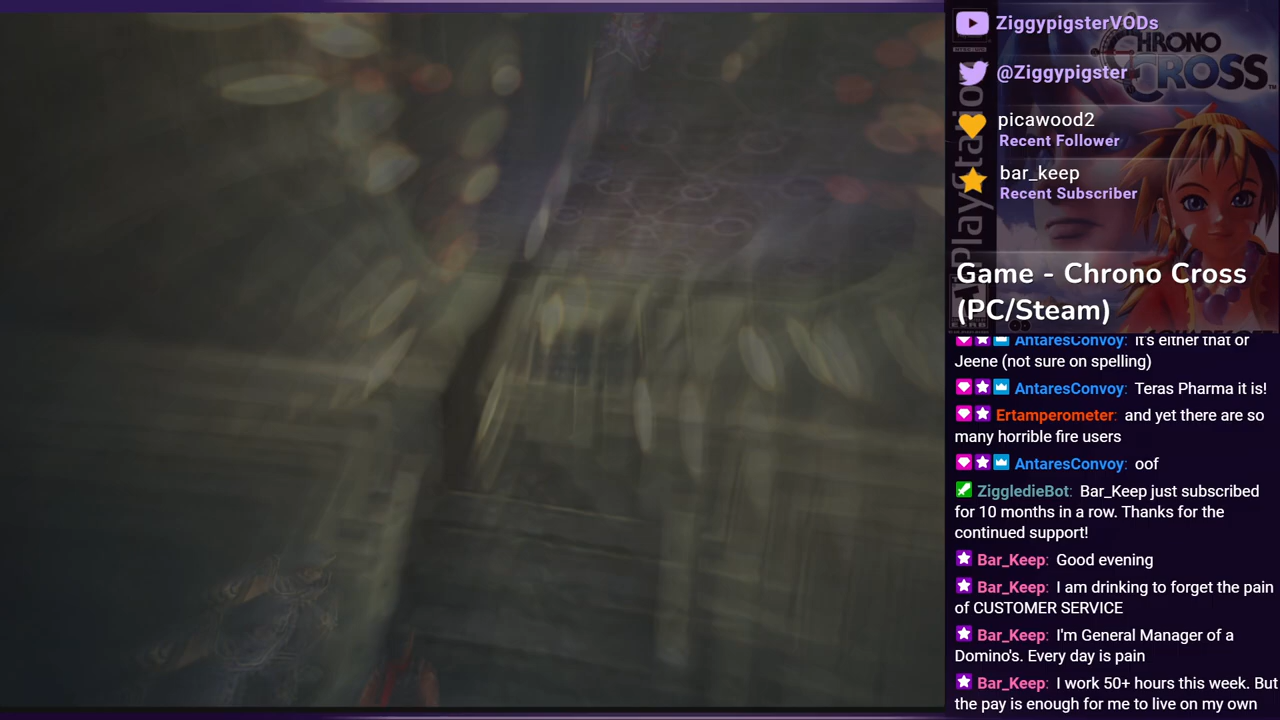 ZiggypigsterVODs
@Ziggypigster
picawood2
Recent Follower
bar_keep
Recent Subscriber
CHRONO
CROSS
PlayStation
Game - Chrono Cross
(PC/Steam)
AntaresConvoy: It's either that or
Jeene (not sure on spelling)
AntaresConvoy: Teras Pharma it is!
Ertamperometer: and yet there are so
many horrible fire users
AntaresConvoy: oof
ZiggledieBot: Bar_Keep just subscribed
for 10 months in a row. Thanks for the
continued support!
Bar_Keep: Good evening
Bar_Keep: I am drinking to forget the pain
of CUSTOMER SERVICE
Bar_Keep: I'm General Manager of a
Domino's. Every day is pain
Bar_Keep: I work 50+ hours this week. But
the pay is enough for me to live on my own